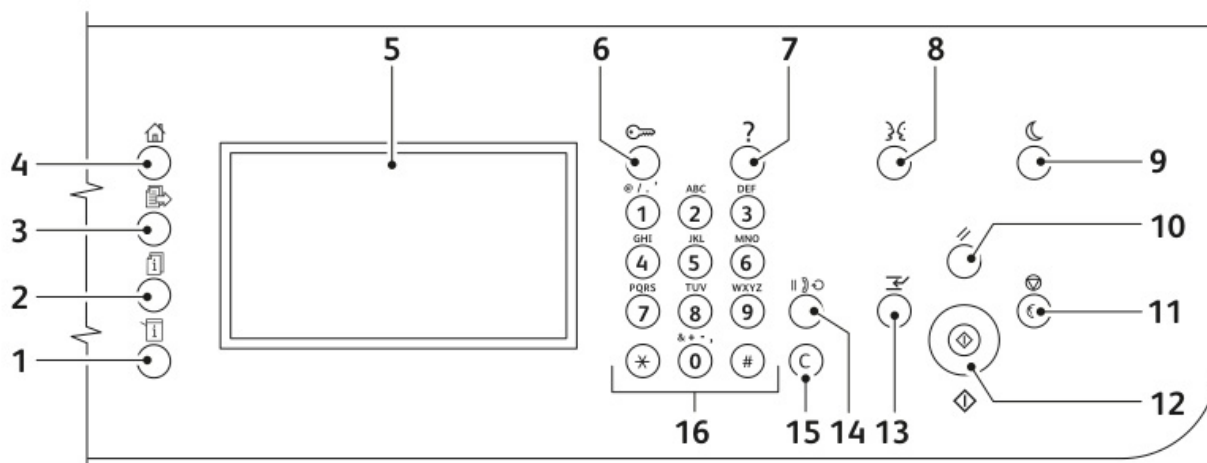 5 6 7 8
?
4 9
@ / . ' ABC DEF
1 2 3
3 10
GHI JKL MNO
4 5 6
i
2
PQRS TUV WXYZ
7 8 9 11
i
& + - ,
1 * 0 # C
12
16 15 14 13